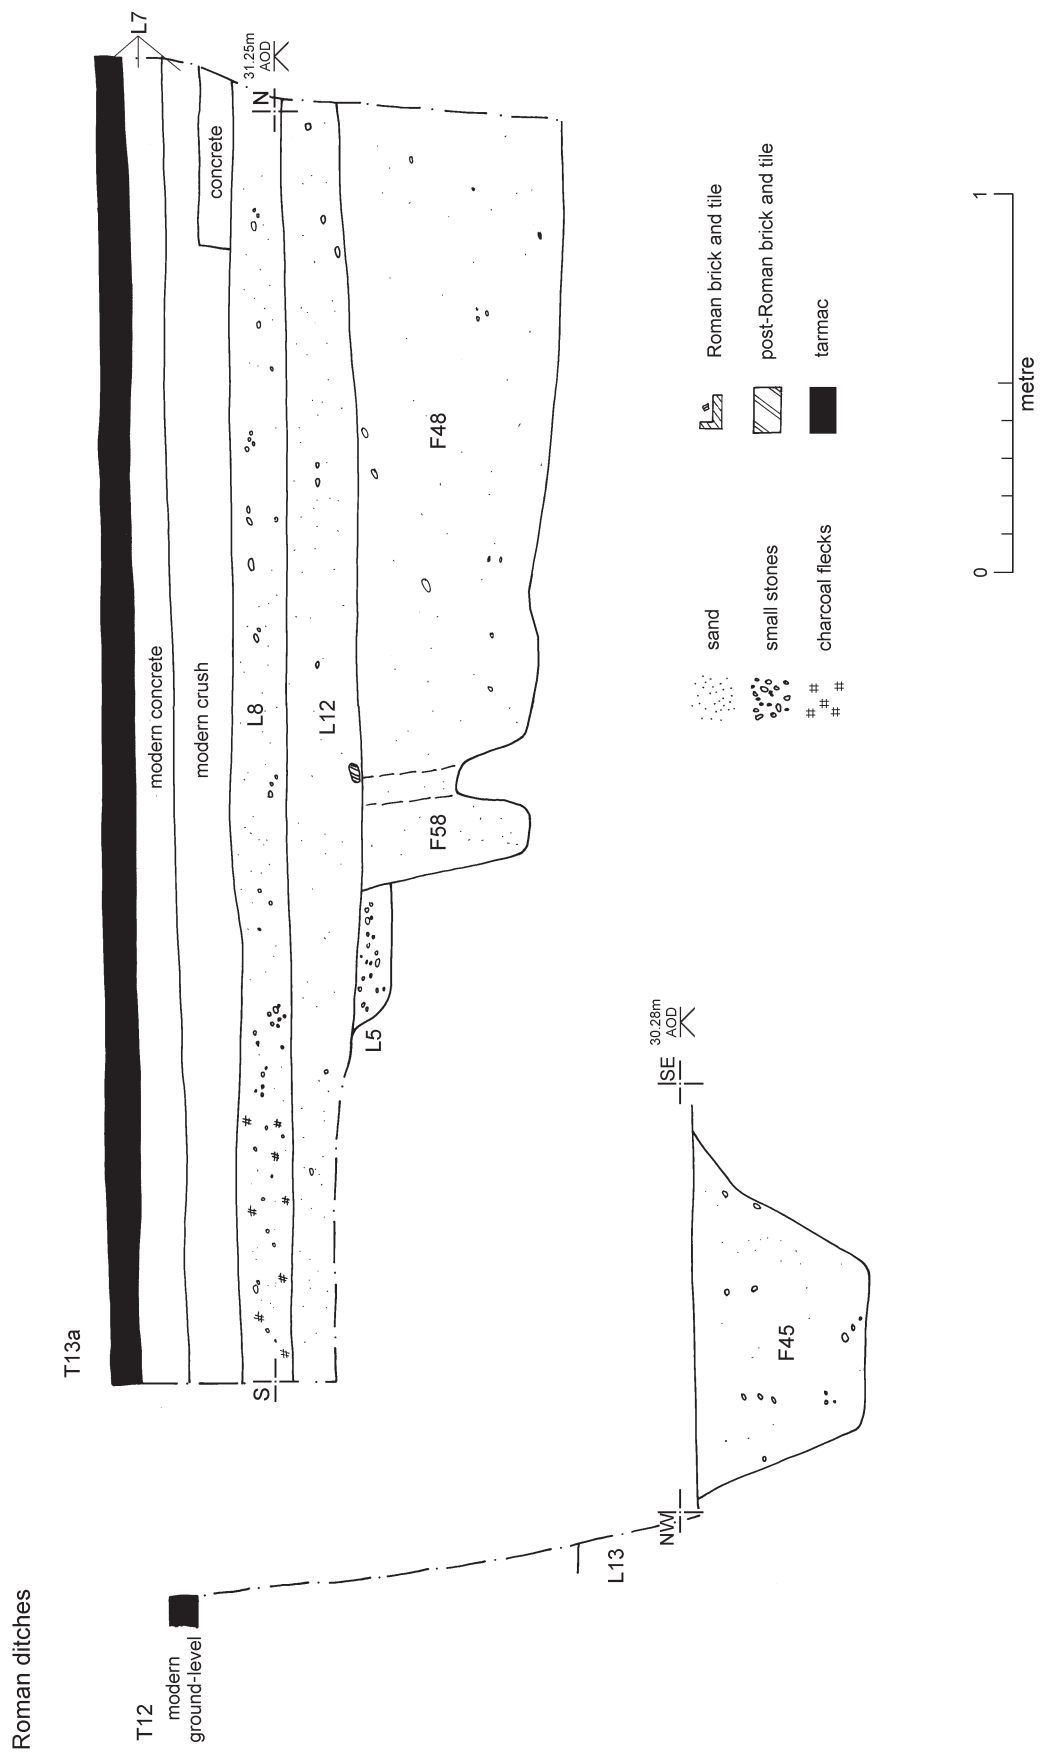 Roman ditches
T12
modern
ground-level
L13
NW
F45
SE
30.28m
AOD
T13a
S
modern concrete
modern crush
L8
L12
L5
F58
F48
concrete
N
31.25m
AOD
L7
sand
small stones
charcoal flecks
Roman brick and tile
post-Roman brick and tile
tarmac
0
1
metre